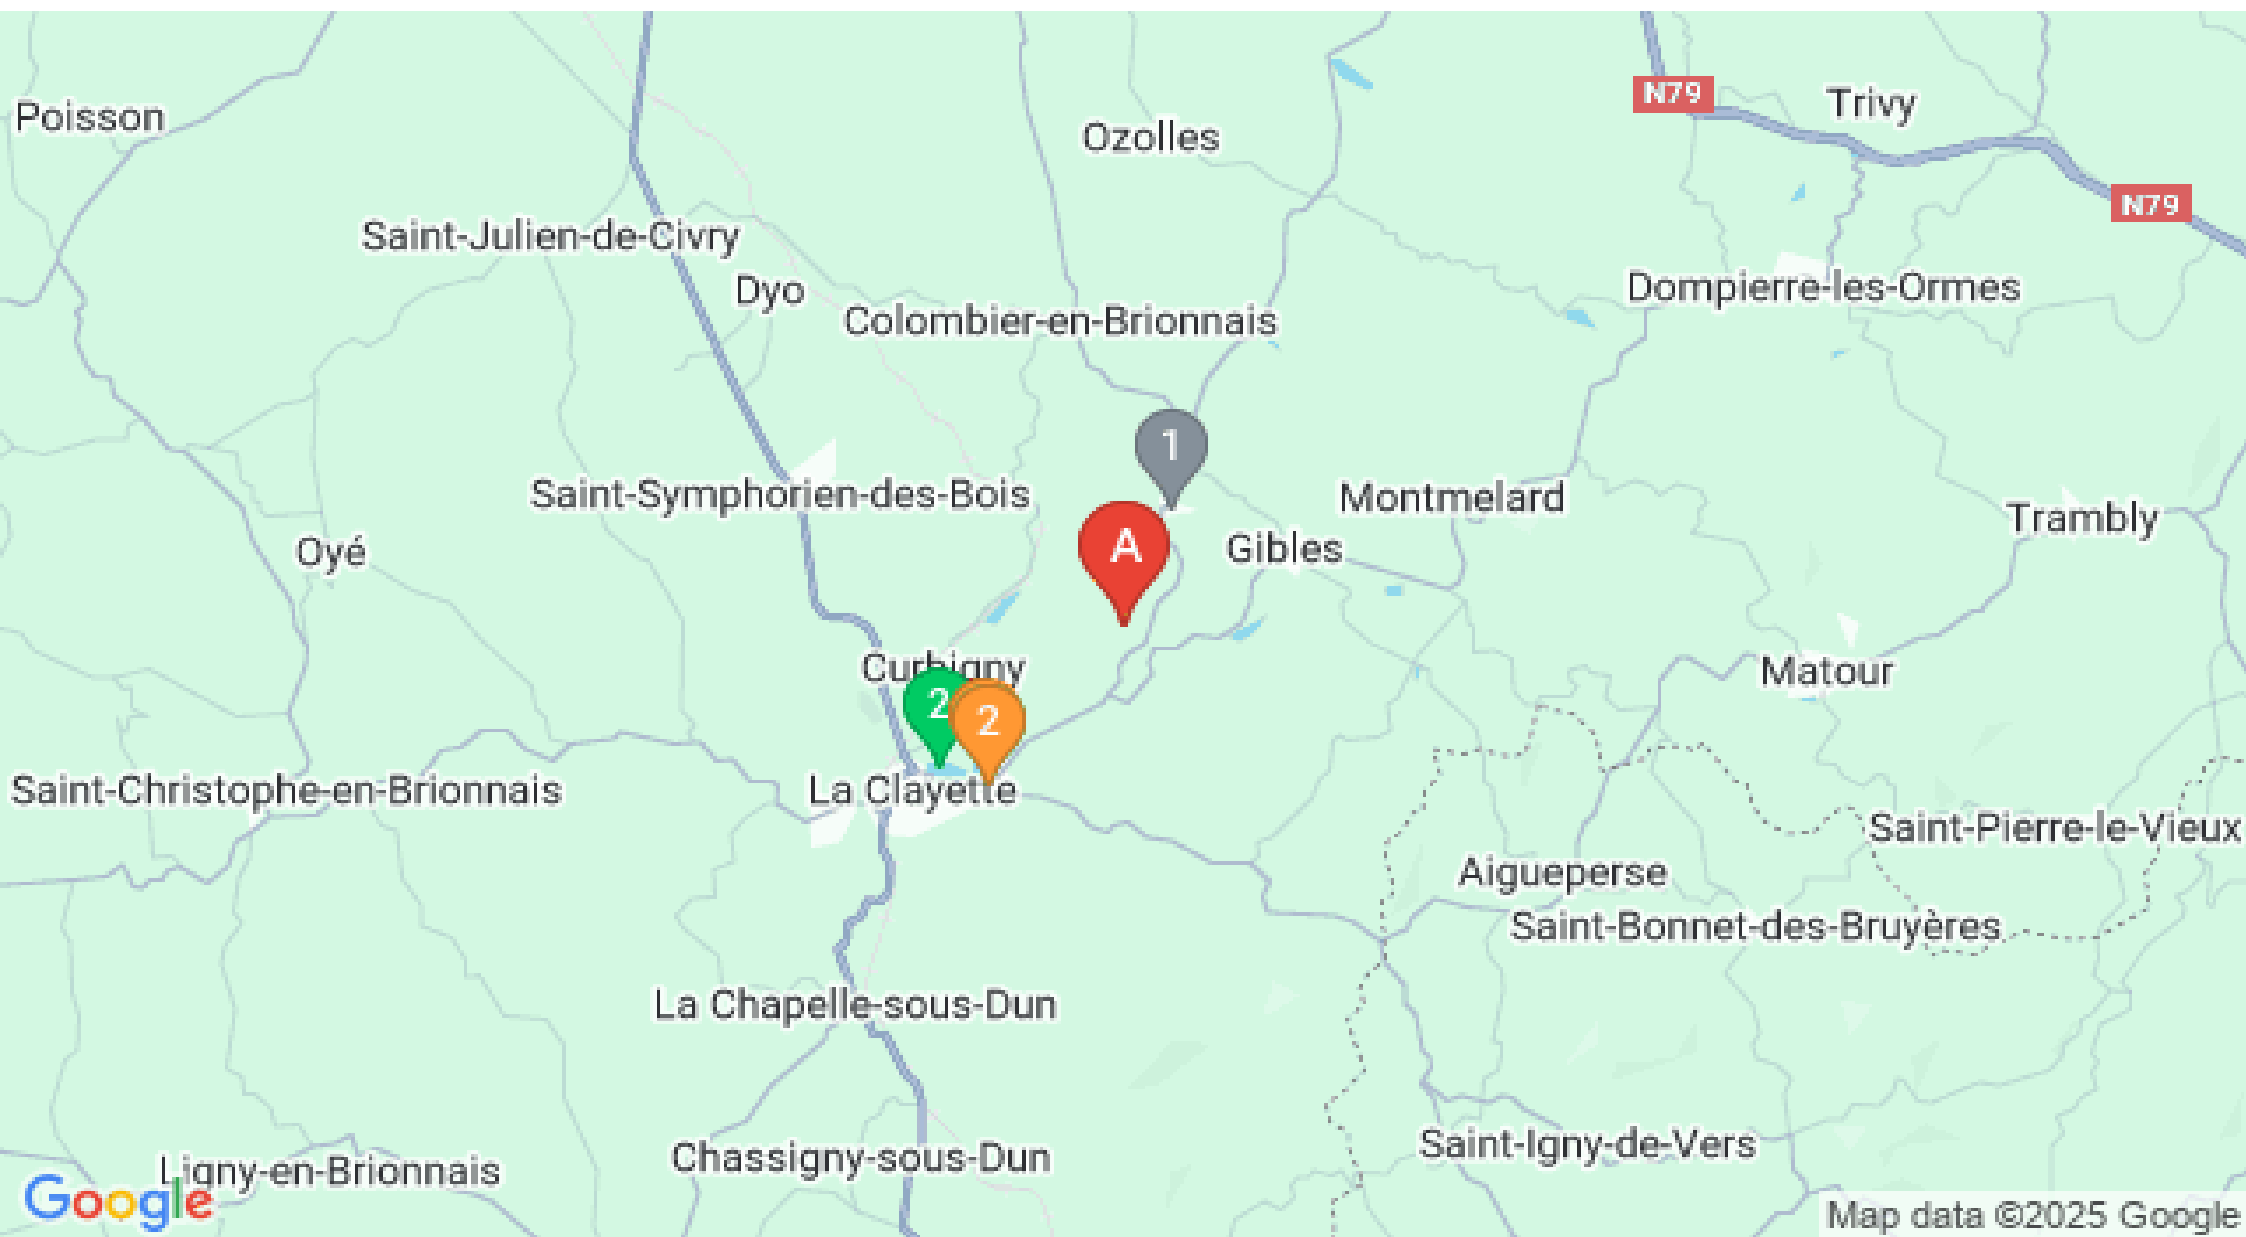 N79
Trivy
Poisson
Ozolles
N79
Saint-Julien-de-Civry
Dyo
Dompierre-les-Ormes
Colombier-en-Brionnais
1
Saint-Symphorien-des-Bois
Montmelard
Trambly
A
Gibles
Oyé
Curbigny
Matour
2
2
Saint-Christophe-en-Brionnais
La Clayette
Saint-Pierre-le-Vieux
Aigueperse
Saint-Bonnet-des-Bruyères
La Chapelle-sous-Dun
Saint-Igny-de-Vers
Chassigny-sous-Dun
Ligny-en-Brionnais
Google
Map data ©2025 Google